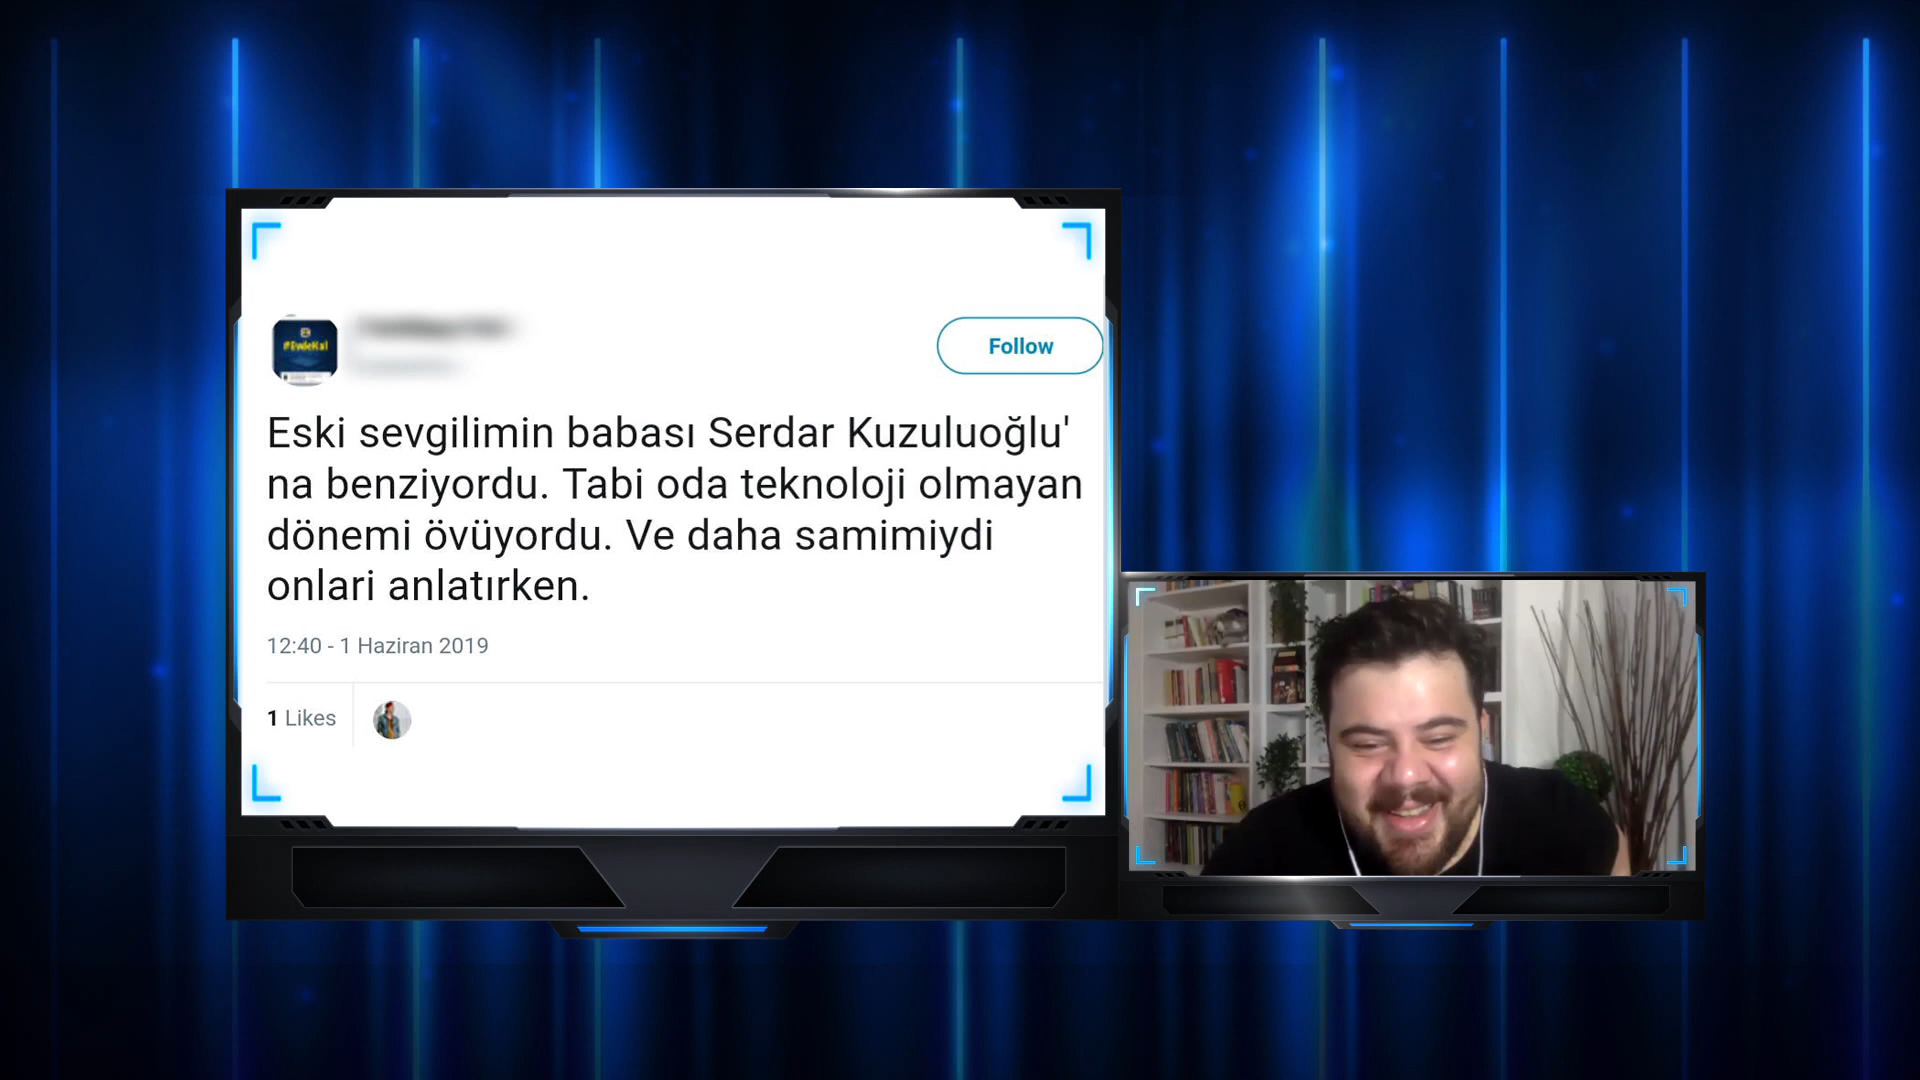 #EvdeKal
Follow
Eski sevgilimin babası Serdar Kuzuluoğlu'
na benziyordu. Tabi oda teknoloji olmayan
dönemi övüyordu. Ve daha samimiydi
onlari anlatırken.
12:40 - 1 Haziran 2019
1 Likes